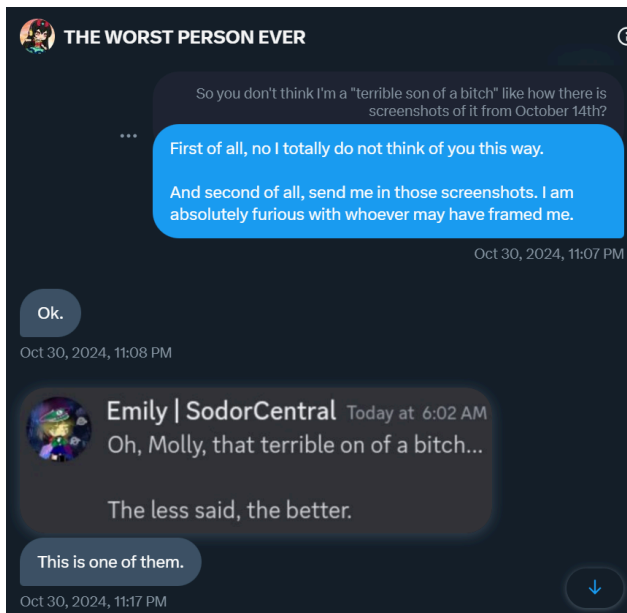 THE WORST PERSON EVER
So you don't think I'm a "terrible son of a bitch" like how there is
screenshots of it from October 14th?
First of all, no I totally do not think of you this way.
And second of all, send me in those screenshots. I am
absolutely furious with whoever may have framed me.
Oct 30, 2024, 11:07 PM
Ok.
Oct 30, 2024, 11:08 PM
Emily | SodorCentral Today at 6:02 AM
Oh, Molly, that terrible on of a bitch...
The less said, the better.
This is one of them.
Oct 30, 2024, 11:17 PM